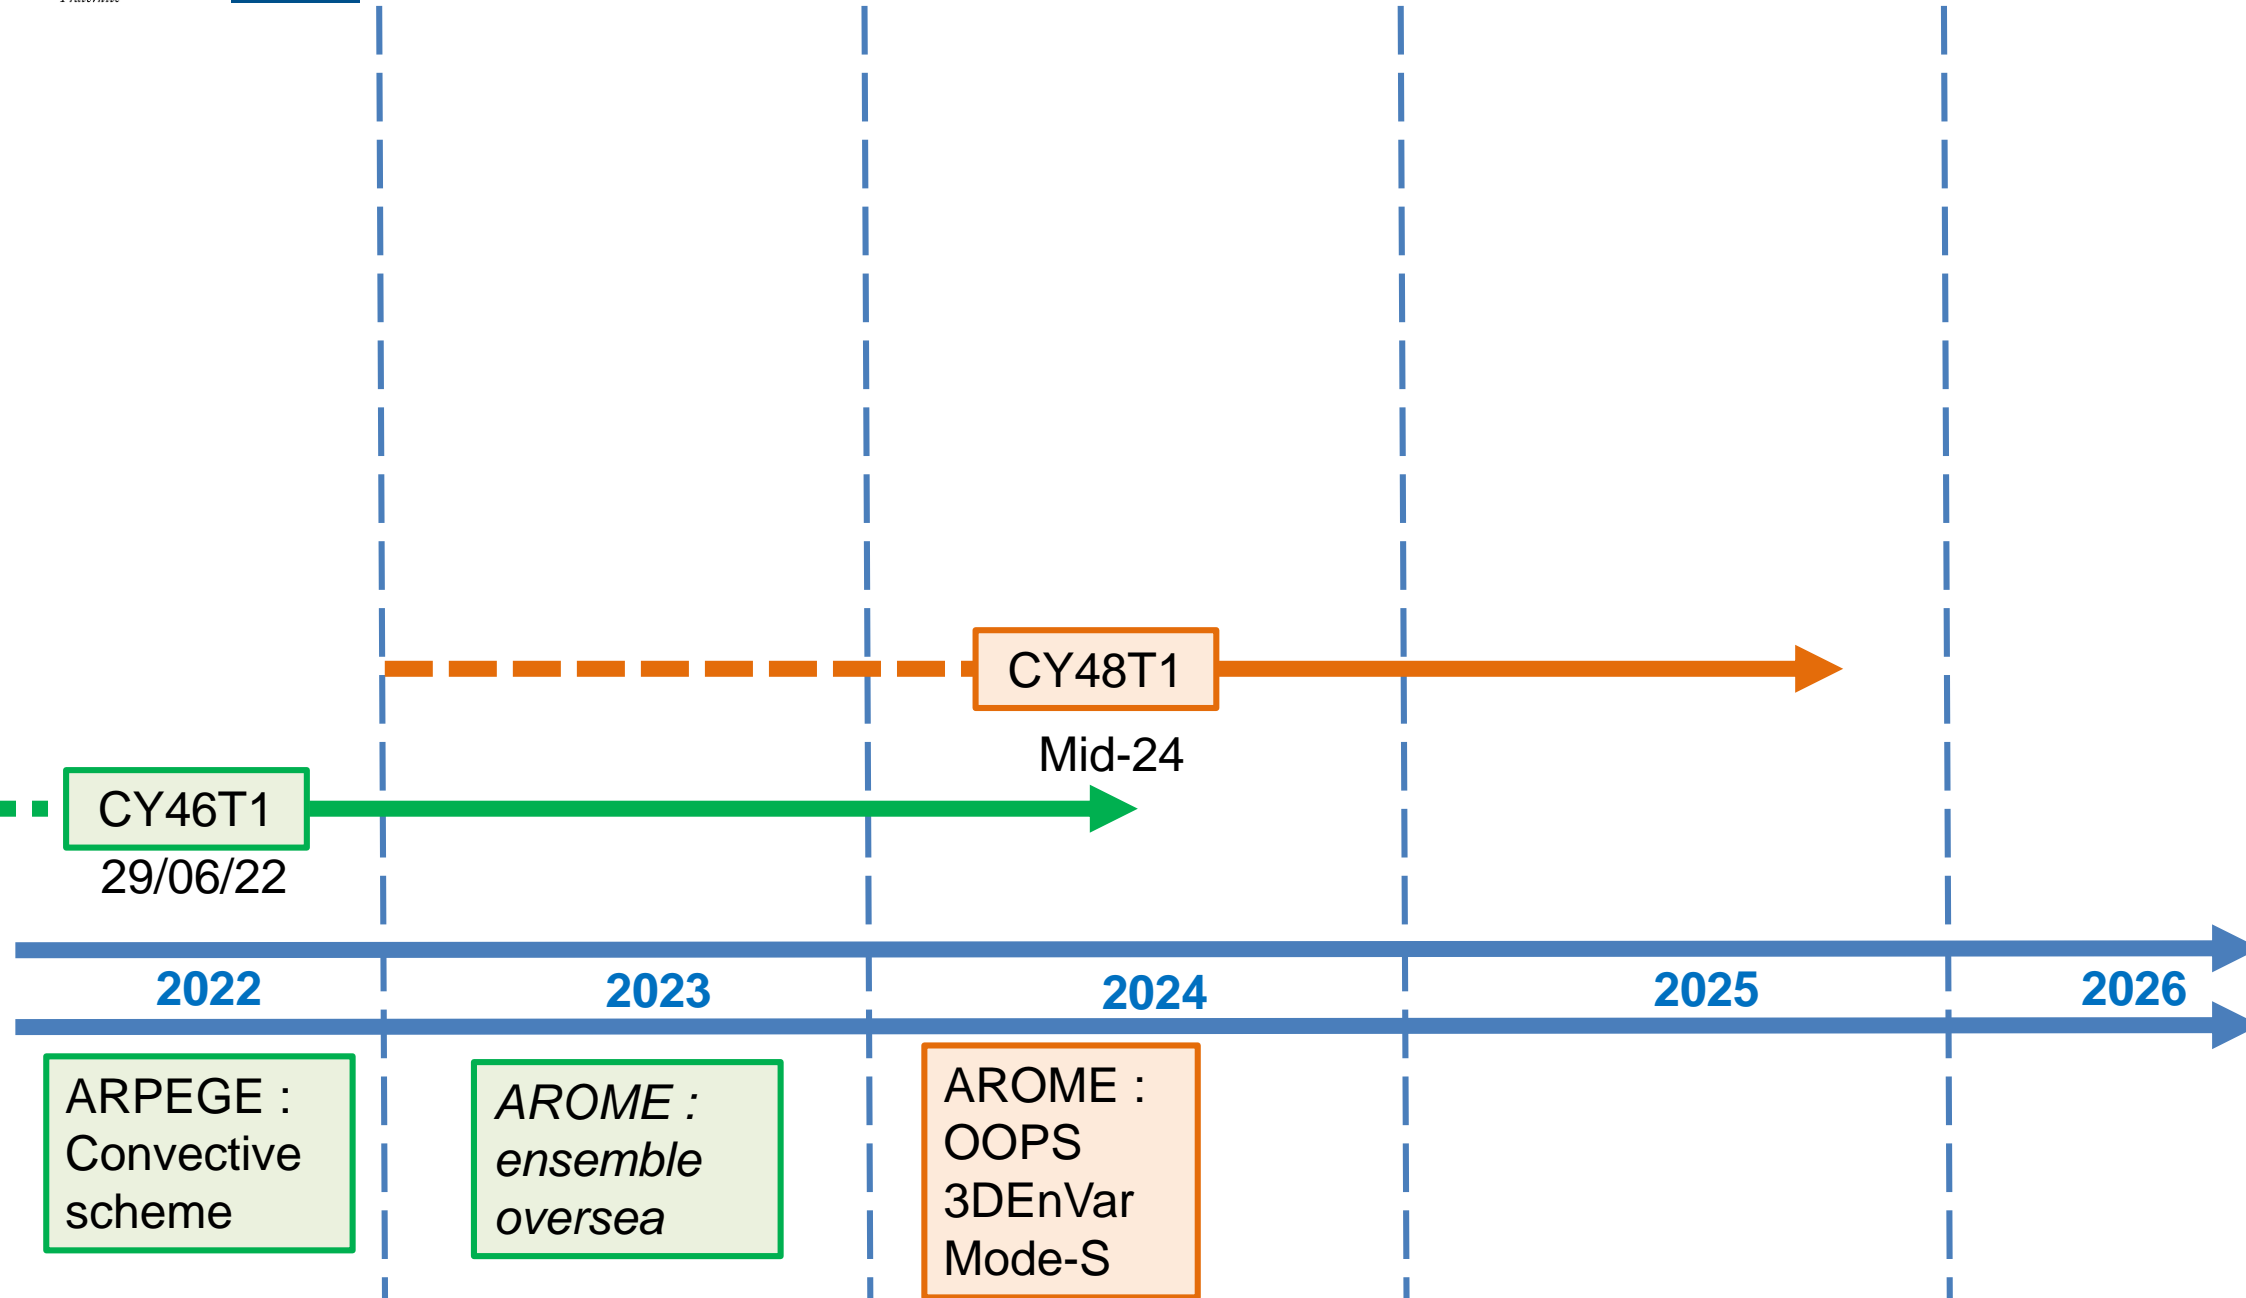 CY48T1
Mid-24
CY46T1
29/06/22
2022
2023
2024
2025
2026
ARPEGE :
Convective
scheme
AROME :
ensemble
oversea
AROME :
OOPS
3DEnVar
Mode-S